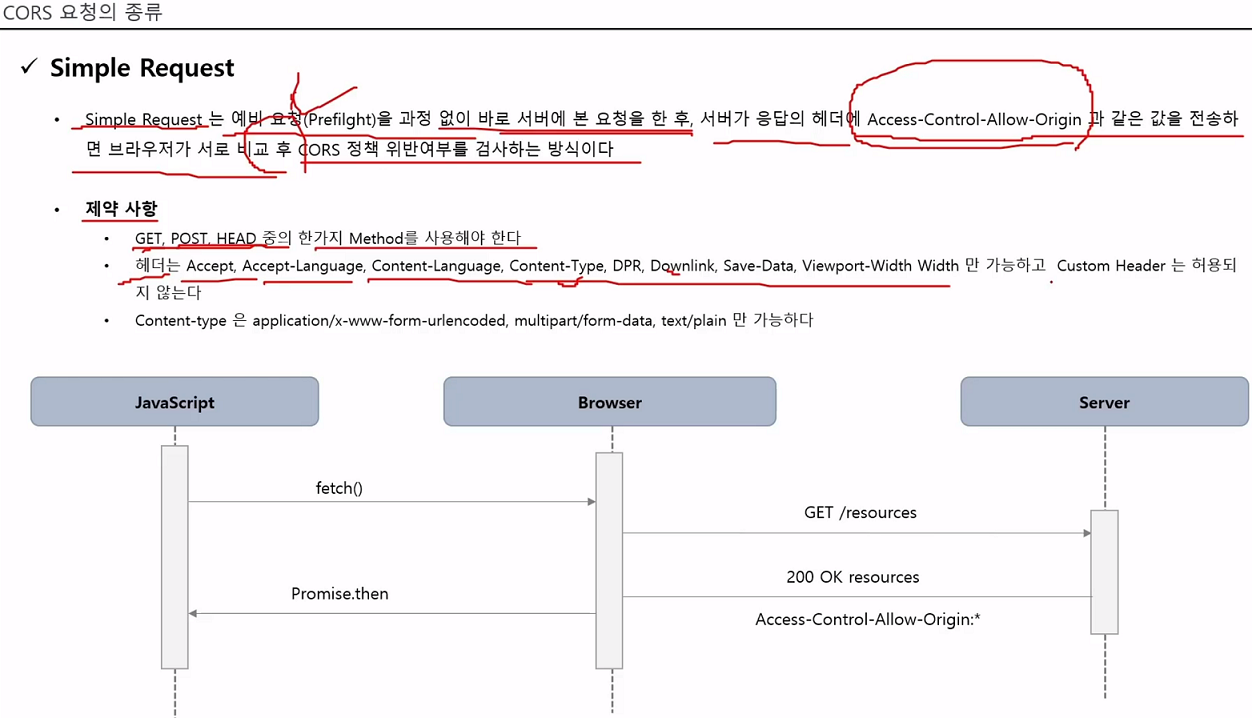 CORS 요청의 종류
✓ Simple Request
• Simple Request 는 예비 요청(Prefilght)을 과정 없이 바로 서버에 본 요청을 한 후, 서버가 응답의 헤더에 Access-Control-Allow-Origin 과 같은 값을 전송하
면 브라우저가 서로 비교 후 CORS 정책 위반여부를 검사하는 방식이다
• 제약 사항
• GET, POST, HEAD 중의 한가지 Method를 사용해야 한다
• 헤더는 Accept, Accept-Language, Content-Language, Content-Type, DPR, Downlink, Save-Data, Viewport-Width Width 만 가능하고 Custom Header 는 허용되
지 않는다
• Content-type 은 application/x-www-form-urlencoded, multipart/form-data, text/plain 만 가능하다
JavaScript
Browser
Server
fetch()
GET /resources
200 OK resources
Promise.then
Access-Control-Allow-Origin:*